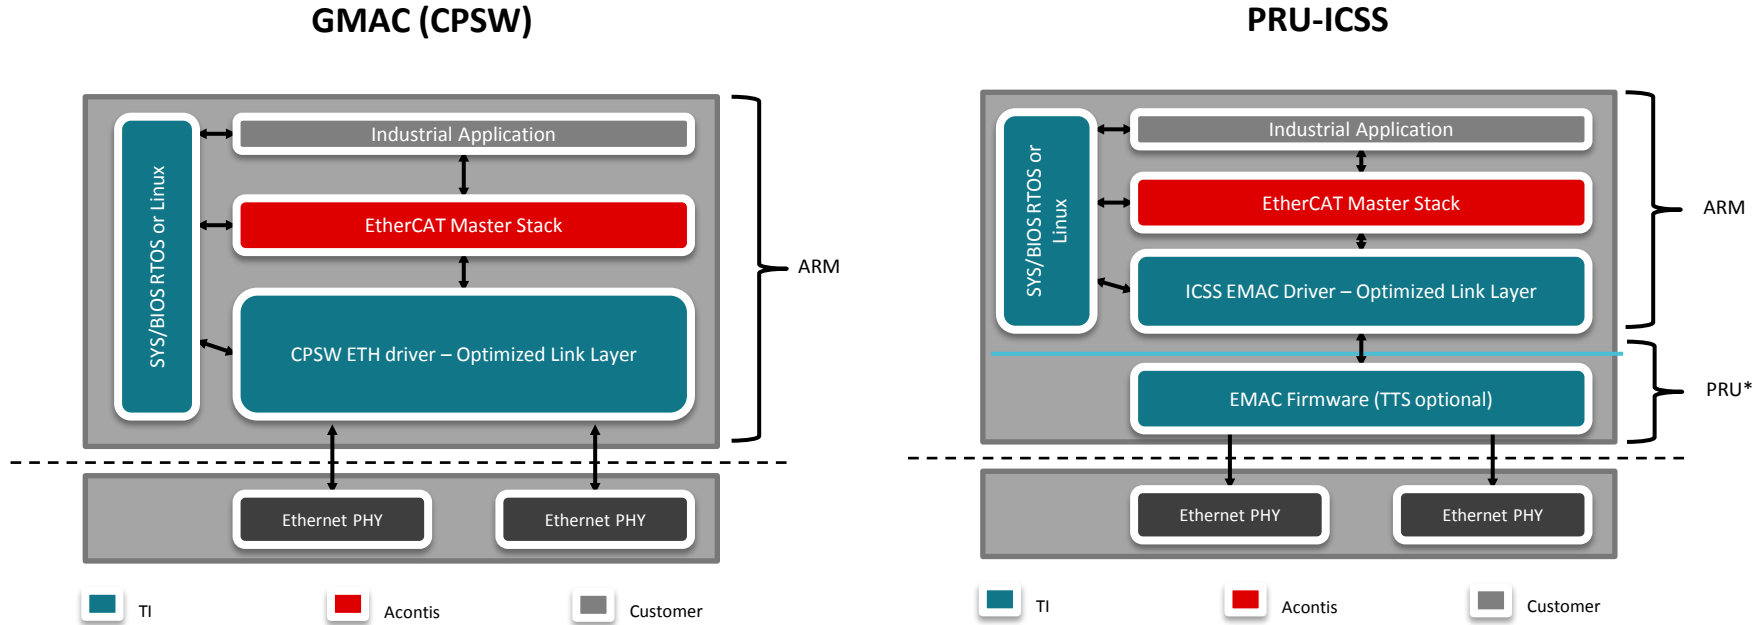 GMAC (CPSW)
SYS/BIOS RTOS or Linux
Industrial Application
EtherCAT Master Stack
CPSW ETH driver – Optimized Link Layer
ARM
Ethernet PHY
Ethernet PHY
TI
Acontis
Customer
PRU-ICSS
SYS/BIOS RTOS or
Linux
Industrial Application
EtherCAT Master Stack
ICSS EMAC Driver – Optimized Link Layer
ARM
EMAC Firmware (TTS optional)
PRU*
Ethernet PHY
Ethernet PHY
TI
Acontis
Customer